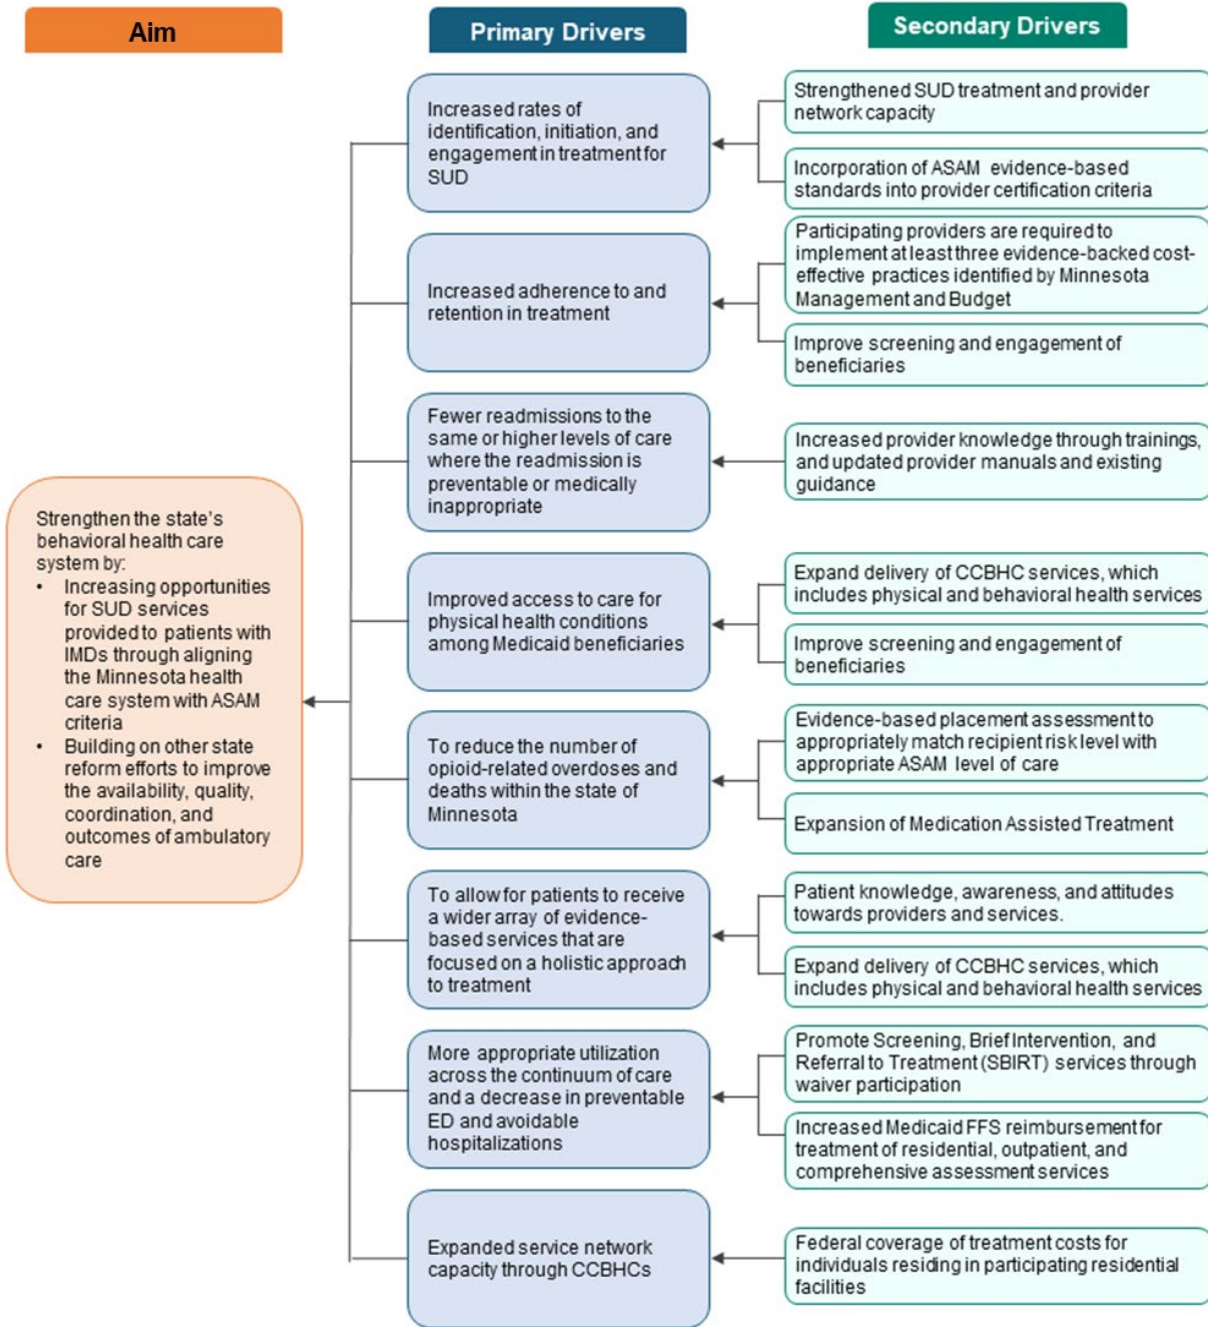 Aim
Primary Drivers
Secondary Drivers
Strengthen the state's
behavioral health care
system by:
• Increasing opportunities
for SUD services
provided to patients with
IMDs through aligning
the Minnesota health
care system with ASAM
criteria
• Building on other state
reform efforts to improve
the availability, quality,
coordination, and
outcomes of ambulatory
care
Increased rates of
identification, initiation, and
engagement in treatment for
SUD
Strengthened SUD treatment and provider
network capacity
Incorporation of ASAM evidence-based
standards into provider certification criteria
Increased adherence to and
retention in treatment
Participating providers are required to
implement at least three evidence-backed cost-
effective practices identified by Minnesota
Management and Budget
Improve screening and engagement of
beneficiaries
Fewer readmissions to the
same or higher levels of care
where the readmission is
preventable or medically
inappropriate
Increased provider knowledge through trainings,
and updated provider manuals and existing
guidance
Improved access to care for
physical health conditions
among Medicaid beneficiaries
Expand delivery of CCBHC services, which
includes physical and behavioral health services
Improve screening and engagement of
beneficiaries
To reduce the number of
opioid-related overdoses and
deaths within the state of
Minnesota
Evidence-based placement assessment to
appropriately match recipient risk level with
appropriate ASAM level of care
Expansion of Medication Assisted Treatment
To allow for patients to receive
a wider array of evidence-
based services that are
focused on a holistic approach
to treatment
Patient knowledge, awareness, and attitudes
towards providers and services.
Expand delivery of CCBHC services, which
includes physical and behavioral health services
More appropriate utilization
across the continuum of care
and a decrease in preventable
ED and avoidable
hospitalizations
Promote Screening, Brief Intervention, and
Referral to Treatment (SBIRT) services through
waiver participation
Increased Medicaid FFS reimbursement for
treatment of residential, outpatient, and
comprehensive assessment services
Expanded service network
capacity through CCBHCs
Federal coverage of treatment costs for
individuals residing in participating residential
facilities